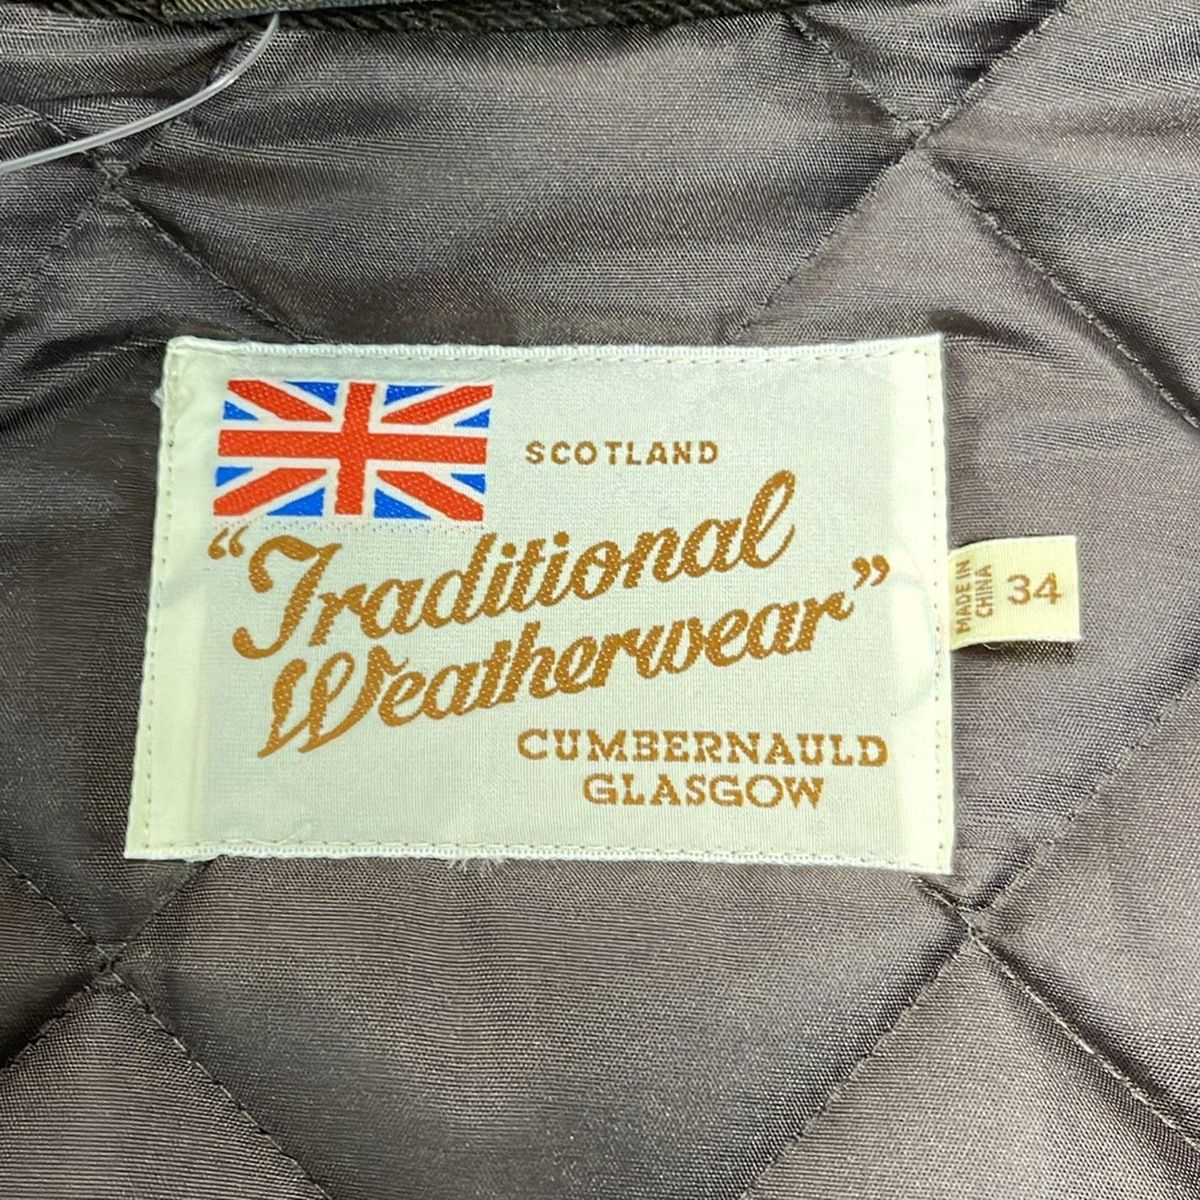 SCOTLAND
“Traditional
Weatherwear”
CUMBERNAULD
GLASGOW
MADE IN
CHINA
34